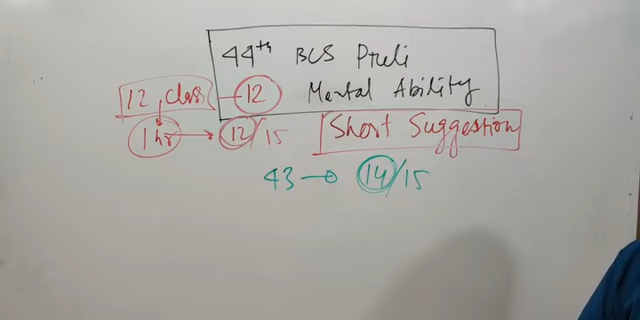 44th BCS Preli
12 class 12 Mental Ability
1 hr 12/15 Short Suggestion
43 14/15